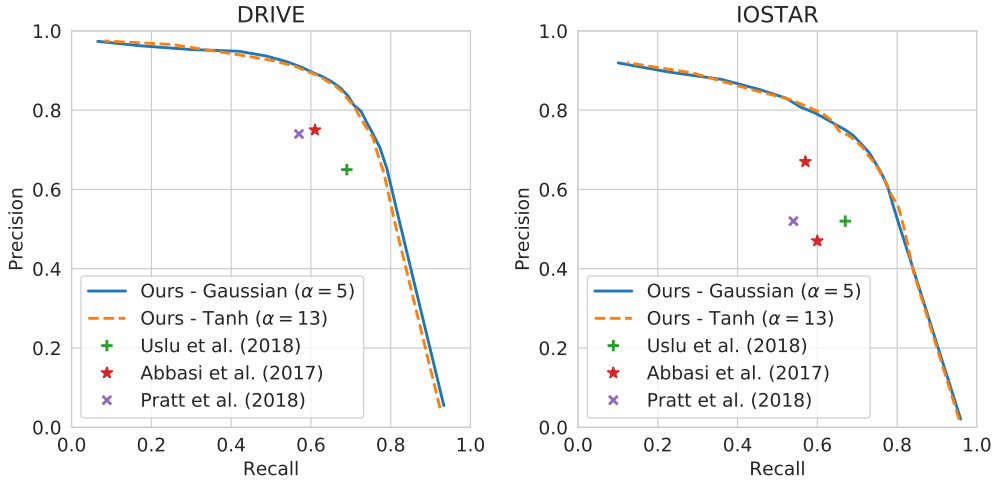 DRIVE
1.0
0.8
0.6
0.4
0.2
0.0
Precision
0.0 0.2 0.4 0.6 0.8 1.0
Recall
Ours - Gaussian (α = 5)
Ours - Tanh (α = 13)
Uslu et al. (2018)
Abbasi et al. (2017)
Pratt et al. (2018)
IOSTAR
1.0
0.8
0.6
0.4
0.2
0.0
Precision
0.0 0.2 0.4 0.6 0.8 1.0
Recall
Ours - Gaussian (α = 5)
Ours - Tanh (α = 13)
Uslu et al. (2018)
Abbasi et al. (2017)
Pratt et al. (2018)